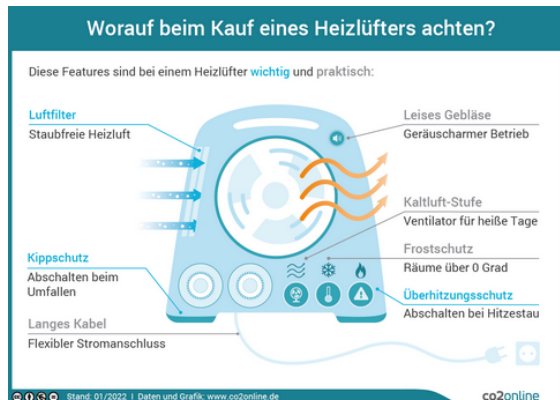 Worauf beim Kauf eines Heizlüfters achten?
Diese Features sind bei einem Heizlüfter wichtig und praktisch:
Luftfilter
Staubfreie Heizluft
Leises Gebläse
Geräuscharmer Betrieb
Kaltluft-Stufe
Ventilator für heiße Tage
Kippschutz
Abschalten beim
Umfallen
Frostschutz
Räume über 0 Grad
Überhitzungsschutz
Abschalten bei Hitzestau
Langes Kabel
Flexibler Stromanschluss
Stand: 01/2022 | Daten und Grafik: www.co2online.de
co2online